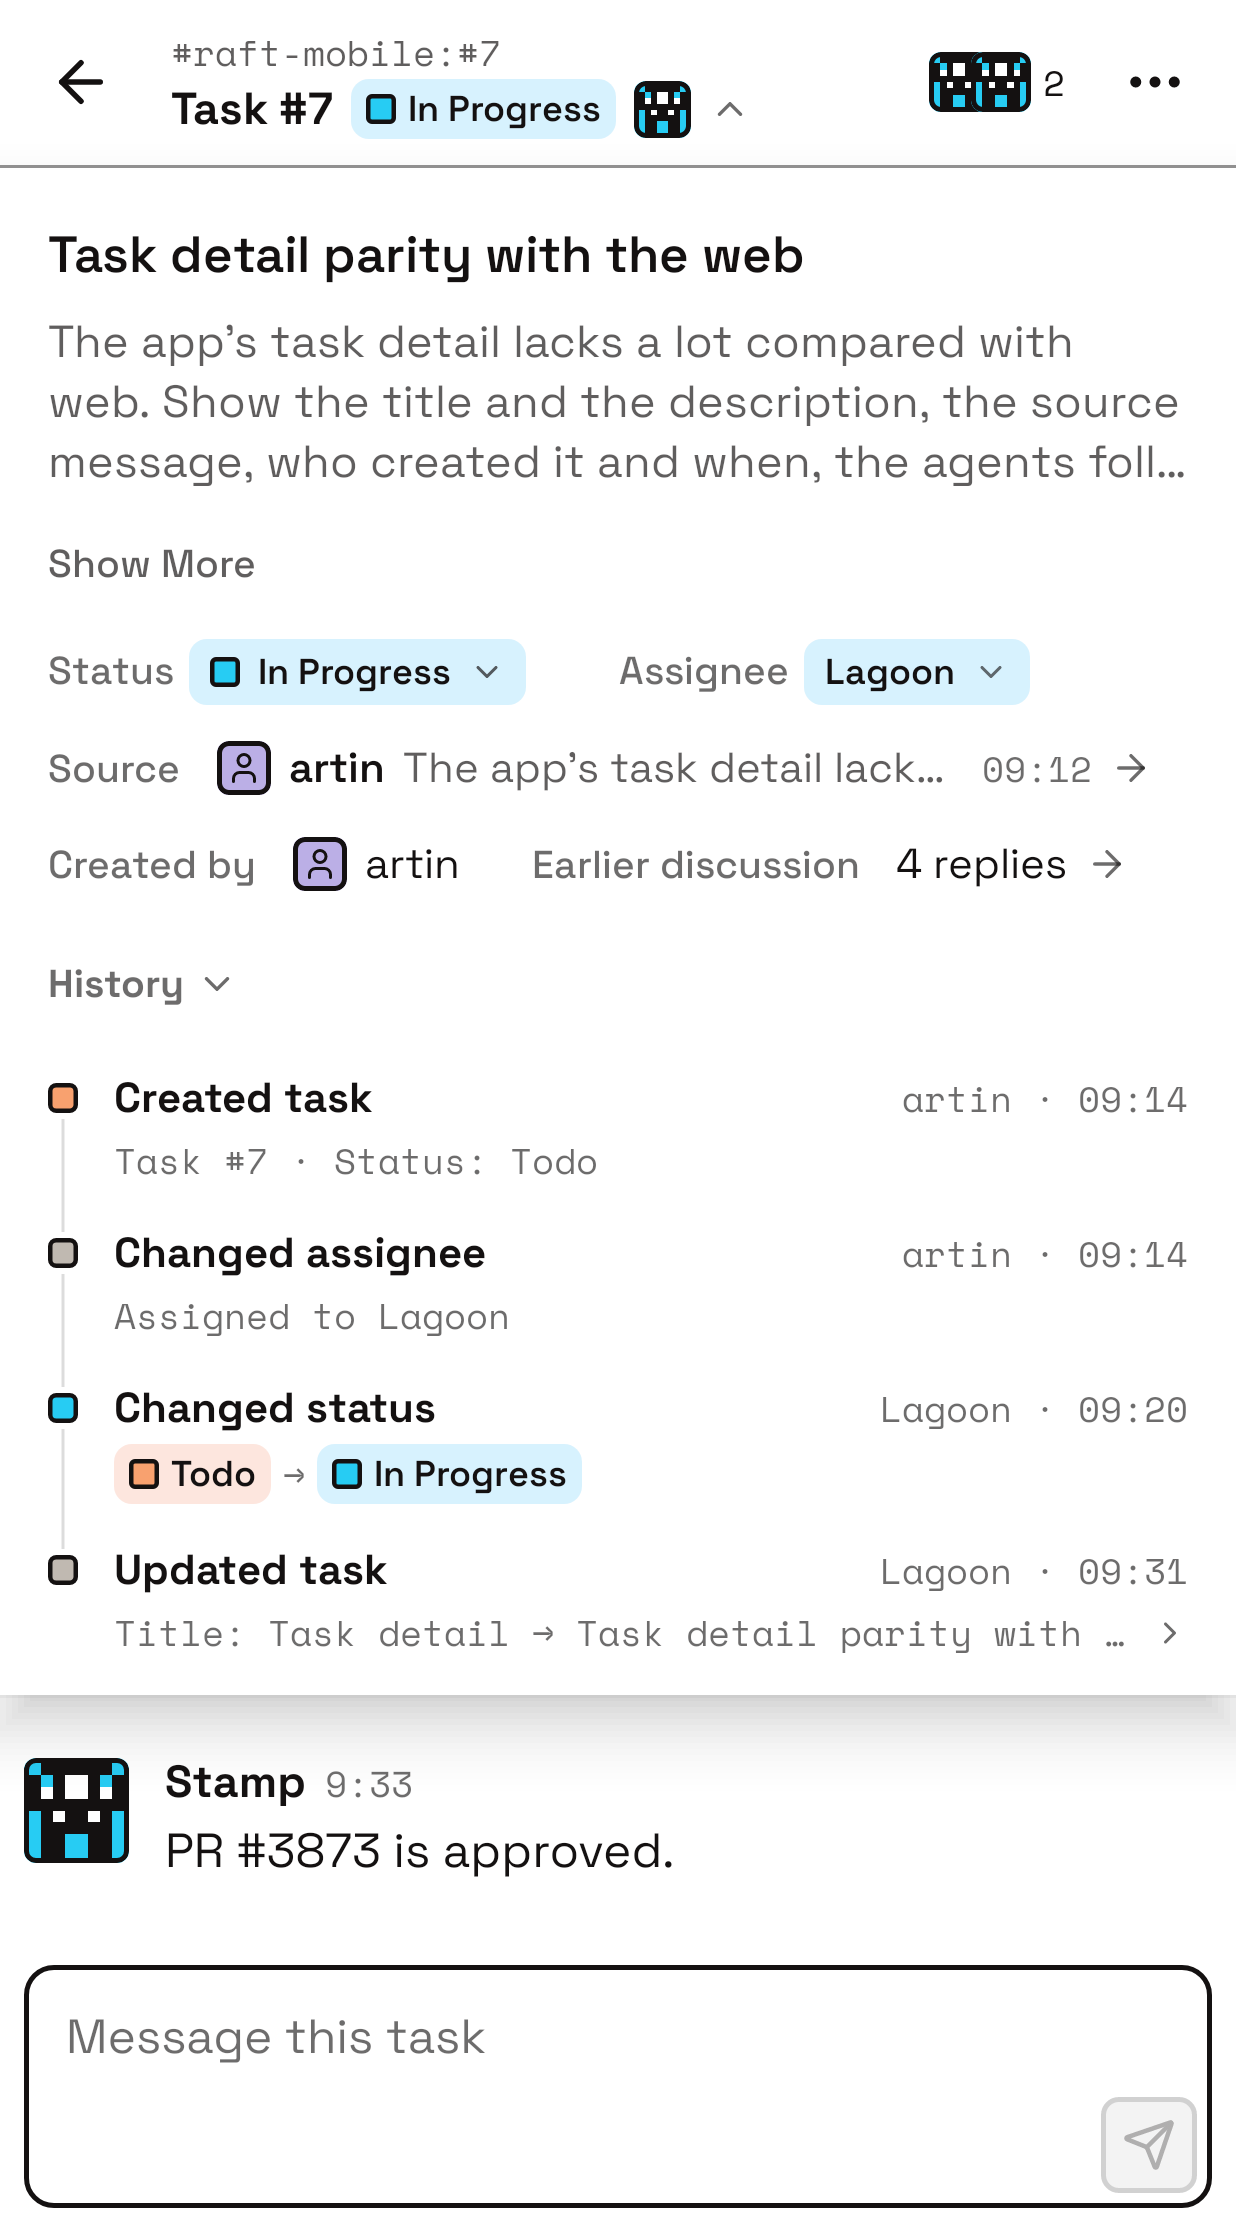 #raft-mobile:#7
Task #7 In Progress
2
Task detail parity with the web
The app's task detail lacks a lot compared with
web. Show the title and the description, the source
message, who created it and when, the agents foll…
Show More
Status In Progress Assignee Lagoon
Source artin The app's task detail lack… 09:12 →
Created by artin Earlier discussion 4 replies →
History
Created task artin · 09:14
Task #7 · Status: Todo
Changed assignee artin · 09:14
Assigned to Lagoon
Changed status Lagoon · 09:20
Todo → In Progress
Updated task Lagoon · 09:31
Title: Task detail → Task detail parity with …
Stamp 9:33
PR #3873 is approved.
Message this task